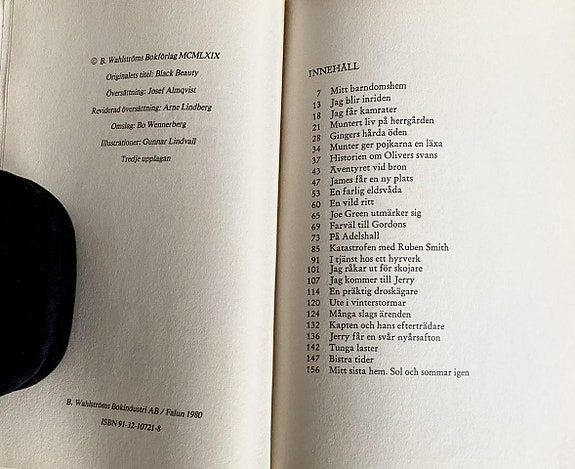 © B. Wahlströms Bokförlag MCMLXIX
Originalets titel: Black Beauty
Översättning: Josef Almqvist
Reviderad översättning: Arne Lindberg
Omslag: Bo Wennerberg
Illustrationer: Gunnar Lindvall
Tredje upplagan
B. Wahlströms Bokindustri AB / Falun 1980
ISBN 91-32-10721-8
INNEHÅLL
7 Mitt barndomshem
13 Jag blir inriden
18 Jag får kamrater
21 Muntert liv på herrgården
28 Gingers hårda öden
34 Munter ger pojkarna en läxa
37 Historien om Olivers svans
43 Äventyret vid bron
47 James får en ny plats
53 En farlig eldsvåda
60 En vild ritt
65 Joe Green utmärker sig
69 Farväl till Gordons
73 På Adelshall
85 Katastrofen med Ruben Smith
91 I tjänst hos ett hyrverk
101 Jag råkar ut för skojare
107 Jag kommer till Jerry
114 En präktig droskägare
120 Ute i vinterstormar
124 Många slags ärenden
132 Kapten och hans efterträdare
136 Jerry får en svår nyårsafton
142 Tunga laster
147 Bistra tider
156 Mitt sista hem. Sol och sommar igen